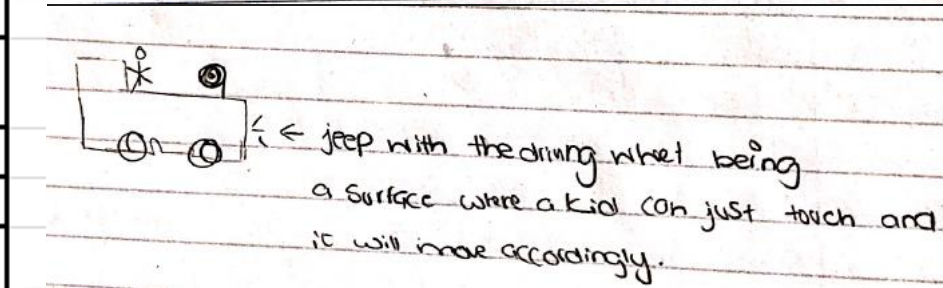 ← jeep with the driving wheel being
a surface where a kid can just touch and
it will move accordingly.